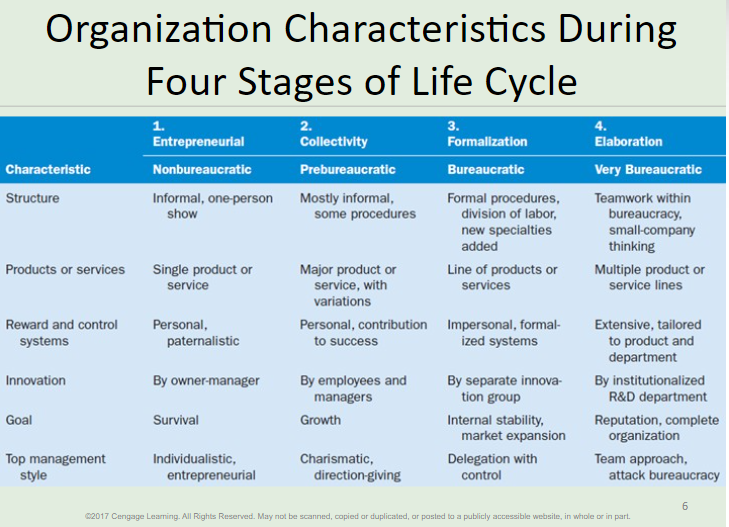 Organization Characteristics During
Four Stages of Life Cycle
1. 2. 3. 4.
Entrepreneurial Collectivity Formalization Elaboration
Characteristic Nonbureaucratic Prebureaucratic Bureaucratic Very Bureaucratic
Structure Informal, one-person Mostly informal, Formal procedures, Teamwork within
show some procedures division of labor, bureaucracy,
new specialties small-company
added thinking
Products or services Single product or Major product or Line of products or Multiple product or
service service, with services service lines
variations
Reward and control Personal, Personal, contribution Impersonal, formal- Extensive, tailored
systems paternalistic to success ized systems to product and
department
Innovation By owner-manager By employees and By separate innova- By institutionalized
managers tion group R&D department
Goal Survival Growth Internal stability, Reputation, complete
market expansion organization
Top management Individualistic, Charismatic, Delegation with Team approach,
style entrepreneurial direction-giving control attack bureaucracy
6
©2017 Cengage Learning. All Rights Reserved. May not be scanned, copied or duplicated, or posted to a publicly accessible website, in whole or in part.